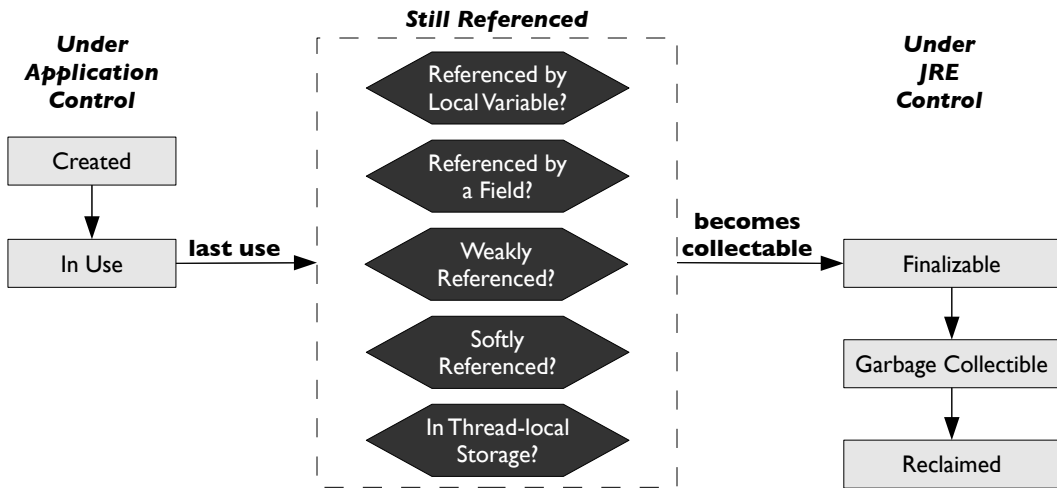 Under
Application
Control
Created
In Use
last use
Still Referenced
Referenced by
Local Variable?
Referenced by
a Field?
Weakly
Referenced?
Softly
Referenced?
In Thread-local
Storage?
becomes
collectable
Under
JRE
Control
Finalizable
Garbage Collectible
Reclaimed